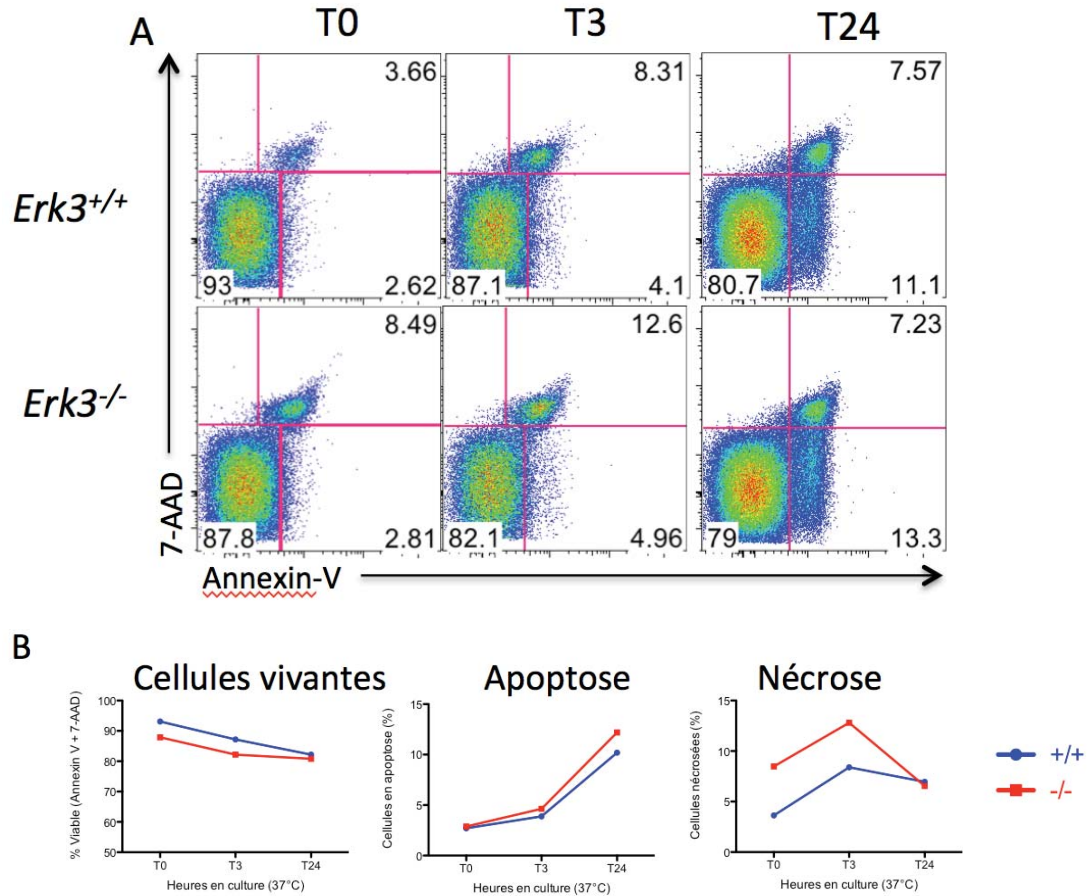 A
T0 T3 T24
Erk3+/+
3.66
93
2.62
8.31
87.1
4.1
7.57
80.7
11.1
Erk3-/-
8.49
87.8
2.81
12.6
82.1
4.96
7.23
79
13.3
7-AAD
Annexin-V
B
Cellules vivantes
% Viable (Annexin V + 7-AAD)
100
90
80
70
60
50
T0 T3 T24
Heures en culture (37°C)
Apoptose
Cellules en apoptose (%)
15
10
5
0
T0 T3 T24
Heures en culture (37°C)
Nécrose
Cellules nécrosées (%)
15
10
5
0
T0 T3 T24
Heures en culture (37°C)
+/+
-/-